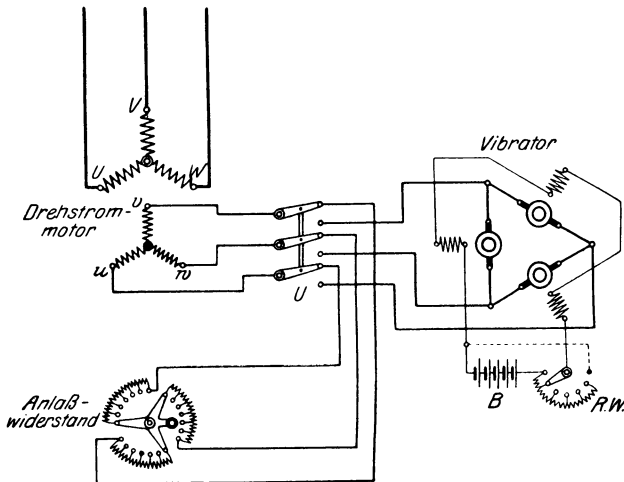 V
U
W
Vibrator
v
Drehstrom-
motor
u
w
U
Anlaß-
widerstand
B
R.W.